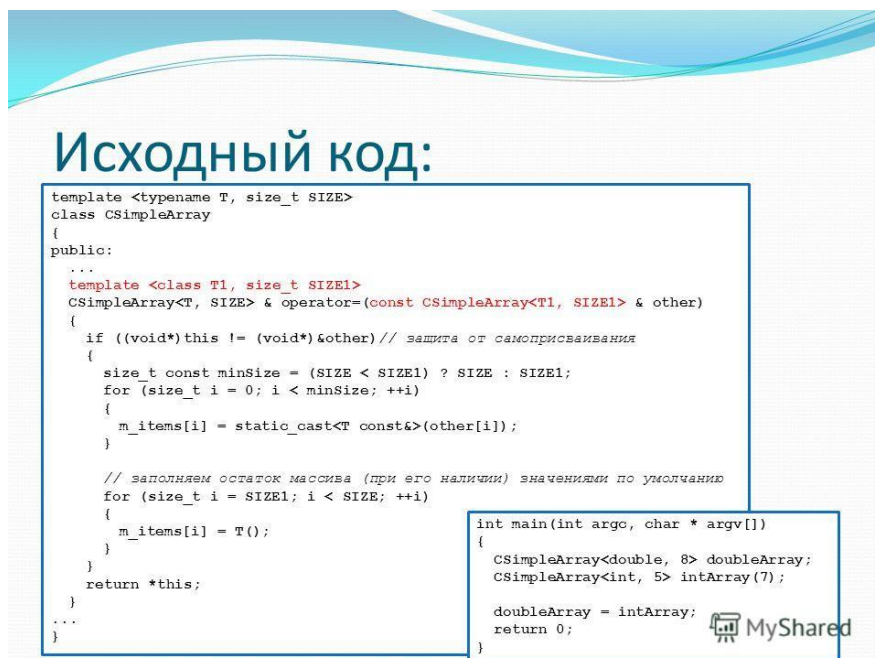 Исходный код:
template <typename T, size_t SIZE>
class CSimpleArray
{
public:
  ...
  template <class T1, size_t SIZE1>
  CSimpleArray<T, SIZE> & operator=(const CSimpleArray<T1, SIZE1> & other)
  {
    if ((void*)this != (void*)&other)// защита от самоприсваивания
    {
      size_t const minSize = (SIZE < SIZE1) ? SIZE : SIZE1;
      for (size_t i = 0; i < minSize; ++i)
      {
        m_items[i] = static_cast<T const&>(other[i]);
      }

      // заполняем остаток массива (при его наличии) значениями по умолчанию
      for (size_t i = SIZE1; i < SIZE; ++i)
      {
        m_items[i] = T();
      }
    }
    return *this;
  }
...
}
int main(int argc, char * argv[])
{
  CSimpleArray<double, 8> doubleArray;
  CSimpleArray<int, 5> intArray(7);

  doubleArray = intArray;
  return 0;
}
MyShared